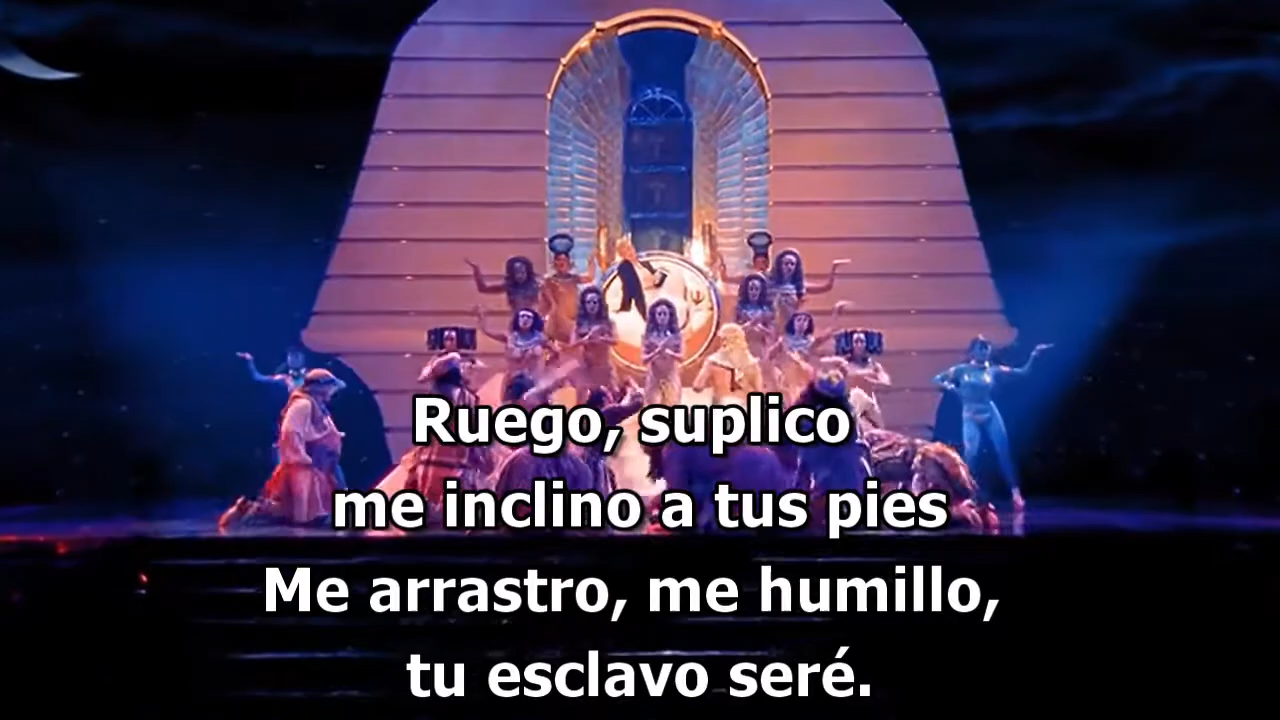 Ruego, suplico
me inclino a tus pies
Me arrastro, me humillo,
tu esclavo seré.